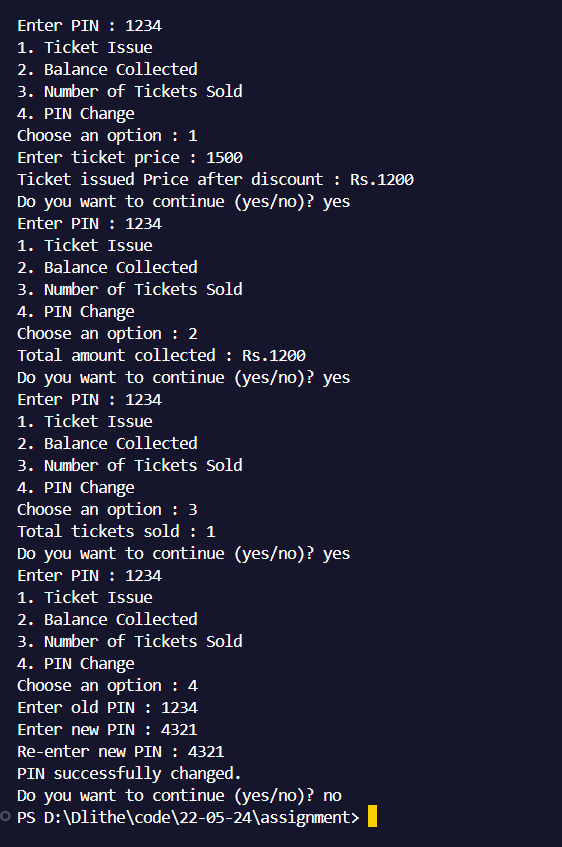 Enter PIN : 1234
1. Ticket Issue
2. Balance Collected
3. Number of Tickets Sold
4. PIN Change
Choose an option : 1
Enter ticket price : 1500
Ticket issued Price after discount : Rs.1200
Do you want to continue (yes/no)? yes
Enter PIN : 1234
1. Ticket Issue
2. Balance Collected
3. Number of Tickets Sold
4. PIN Change
Choose an option : 2
Total amount collected : Rs.1200
Do you want to continue (yes/no)? yes
Enter PIN : 1234
1. Ticket Issue
2. Balance Collected
3. Number of Tickets Sold
4. PIN Change
Choose an option : 3
Total tickets sold : 1
Do you want to continue (yes/no)? yes
Enter PIN : 1234
1. Ticket Issue
2. Balance Collected
3. Number of Tickets Sold
4. PIN Change
Choose an option : 4
Enter old PIN : 1234
Enter new PIN : 4321
Re-enter new PIN : 4321
PIN successfully changed.
Do you want to continue (yes/no)? no
PS D:\Dlithe\code\22-05-24\assignment>